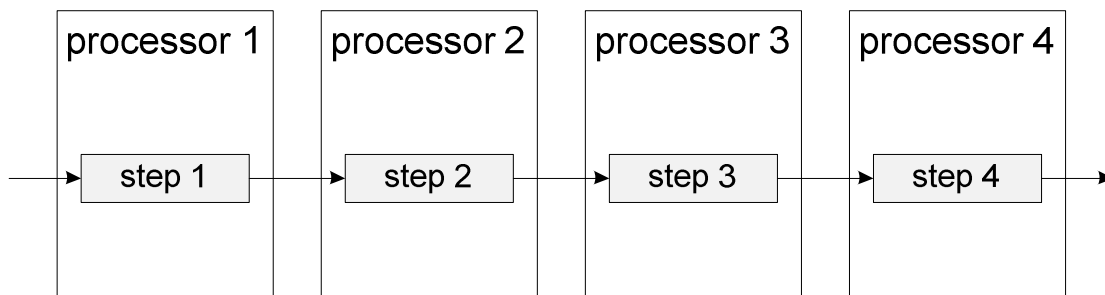 processor 1
processor 2
processor 3
processor 4
step 1
step 2
step 3
step 4